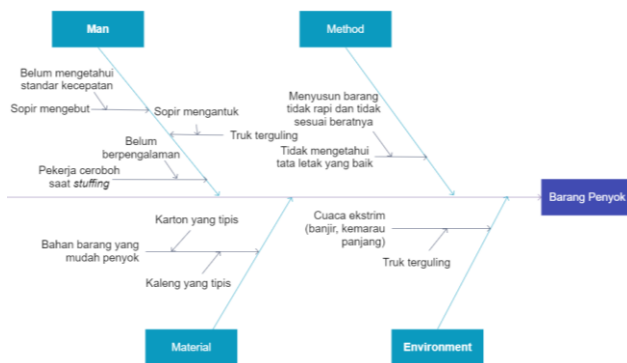 Man
Method
Belum mengetahui
standar kecepatan
Sopir mengebut
Sopir mengantuk
Truk terguling
Belum
berpengalaman
Pekerja ceroboh
saat stuffing
Menyusun barang
tidak rapi dan tidak
sesuai beratnya
Tidak mengetahui
tata letak yang baik
Barang Penyok
Karton yang tipis
Bahan barang yang
mudah penyok
Kaleng yang tipis
Cuaca ekstrim
(banjir, kemarau
panjang)
Truk terguling
Material
Environment